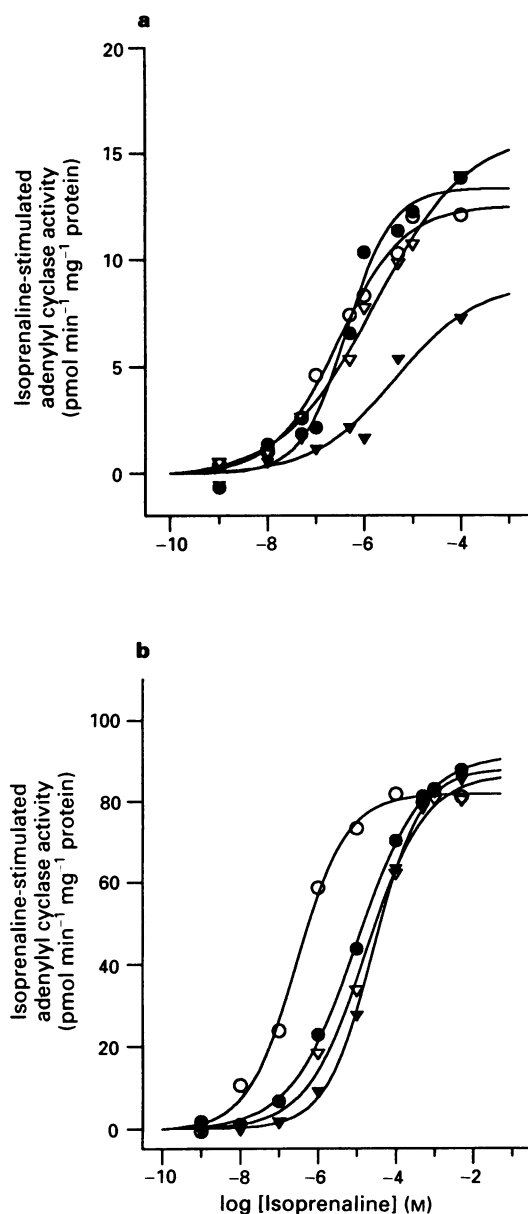 a
Isoprenaline-stimulated
adenylyl cyclase activity
(pmol min⁻¹ mg⁻¹ protein)
20
15
10
5
0
−10
−8
−6
−4
b
Isoprenaline-stimulated
adenylyl cyclase activity
(pmol min⁻¹ mg⁻¹ protein)
100
80
60
40
20
0
−10
−8
−6
−4
−2
log [Isoprenaline] (M)